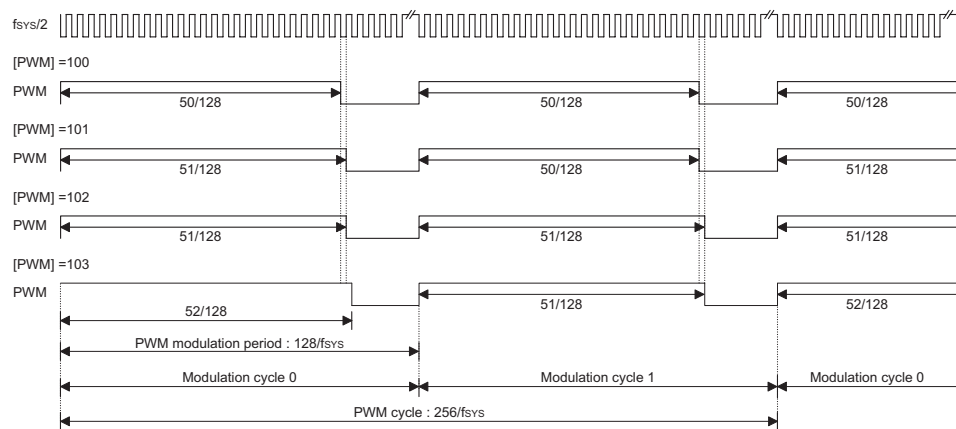 fSYS/2
[PWM] =100
PWM
50/128 50/128 50/128
[PWM] =101
PWM
51/128 50/128 51/128
[PWM] =102
PWM
51/128 51/128 51/128
[PWM] =103
PWM
52/128 51/128 52/128
PWM modulation period : 128/fSYS
Modulation cycle 0 Modulation cycle 1 Modulation cycle 0
PWM cycle : 256/fSYS